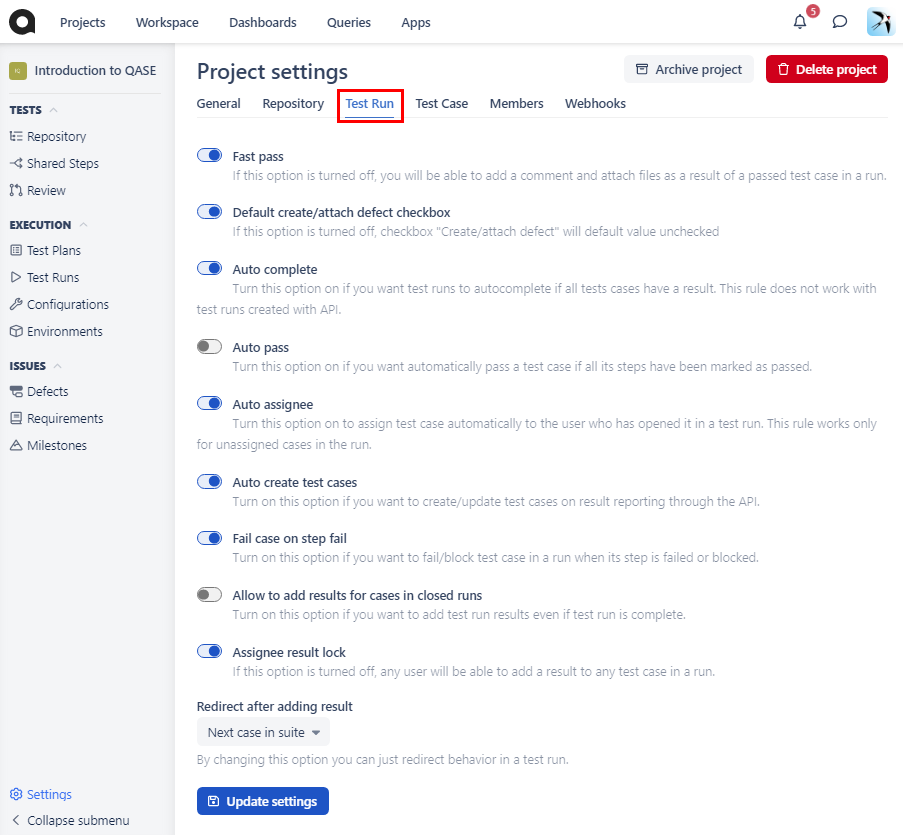 Projects Workspace Dashboards Queries Apps 5
Introduction to QASE
TESTS
Repository
Shared Steps
Review
EXECUTION
Test Plans
Test Runs
Configurations
Environments
ISSUES
Defects
Requirements
Milestones
Settings
Collapse submenu
Project settings
Archive project
Delete project
General Repository Test Run Test Case Members Webhooks
Fast pass
If this option is turned off, you will be able to add a comment and attach files as a result of a passed test case in a run.
Default create/attach defect checkbox
If this option is turned off, checkbox "Create/attach defect" will default value unchecked
Auto complete
Turn this option on if you want test runs to autocomplete if all tests cases have a result. This rule does not work with
test runs created with API.
Auto pass
Turn this option on if you want automatically pass a test case if all its steps have been marked as passed.
Auto assignee
Turn this option on to assign test case automatically to the user who has opened it in a test run. This rule works only
for unassigned cases in the run.
Auto create test cases
Turn on this option if you want to create/update test cases on result reporting through the API.
Fail case on step fail
Turn on this option if you want to fail/block test case in a run when its step is failed or blocked.
Allow to add results for cases in closed runs
Turn on this option if you want to add test run results even if test run is complete.
Assignee result lock
If this option is turned off, any user will be able to add a result to any test case in a run.
Redirect after adding result
Next case in suite
By changing this option you can just redirect behavior in a test run.
Update settings